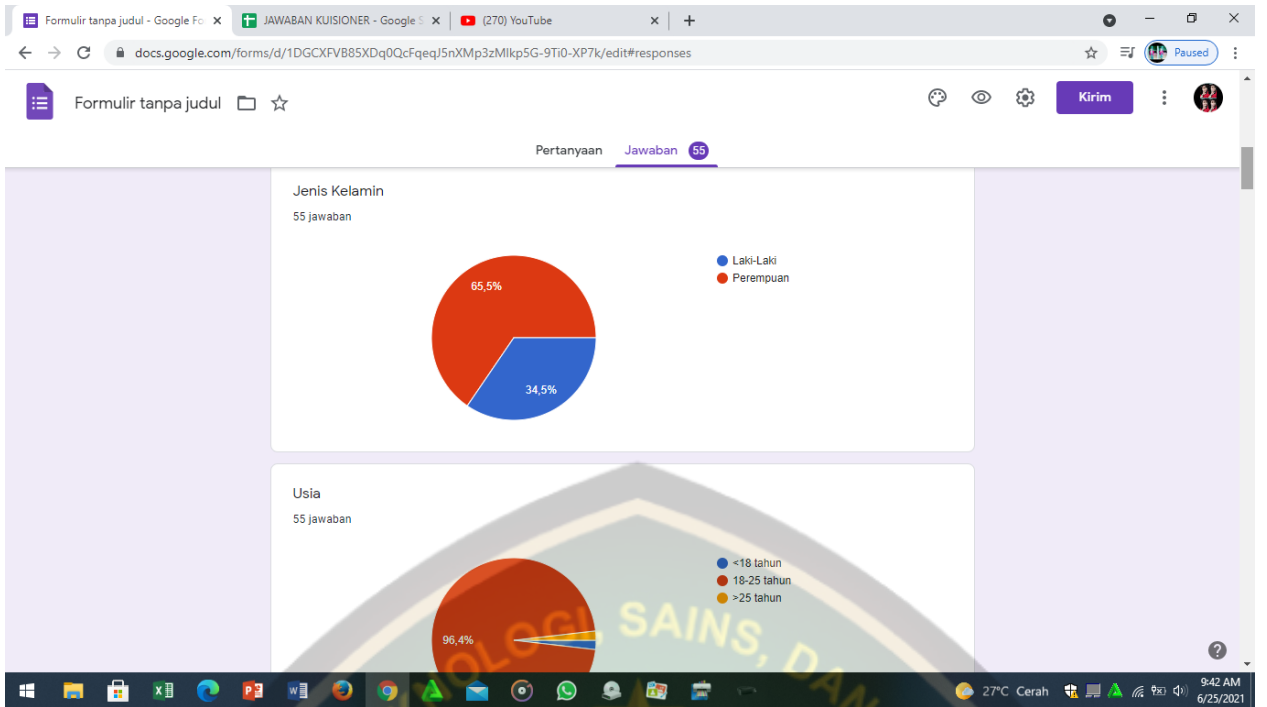 Formulir tanpa judul - Google Fo
JAWABAN KUISIONER - Google S
(270) YouTube
docs.google.com/forms/d/1DGCXFVB85XDq0QcFqeqJ5nXMp3zMIkp5G-9Ti0-XP7k/edit#responses
Paused
Formulir tanpa judul
Kirim
Pertanyaan
Jawaban 55
Jenis Kelamin
55 jawaban
Laki-Laki
Perempuan
65,5%
34,5%
Usia
55 jawaban
<18 tahun
18-25 tahun
>25 tahun
96,4%
NOLOGI, SAINS, DAN
27°C Cerah
9:42 AM
6/25/2021